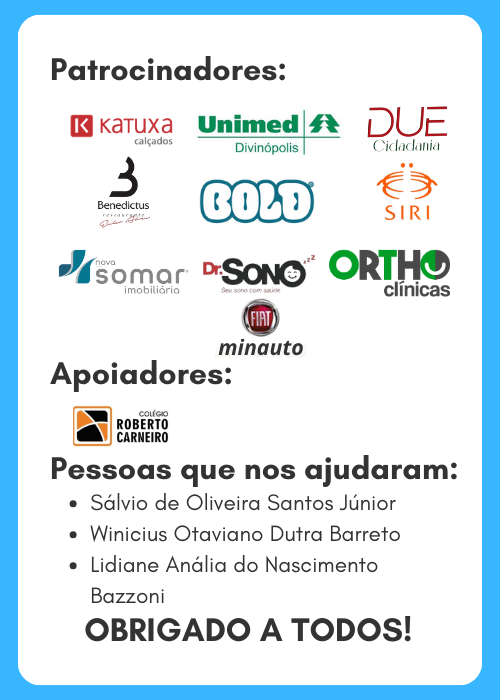 Patrocinadores:
KATUXA
calçados
Unimed
Divinópolis
DUE
Cidadania
Benedictus
restaurante
BOLD
SIRI
nova
somar
imobiliária
Dr.SONO zzz
Seu sono com saúde
ORTHO
clínicas
FIAT
minauto
Apoiadores:
COLÉGIO
ROBERTO
CARNEIRO
Pessoas que nos ajudaram:
• Sálvio de Oliveira Santos Júnior
• Winicius Otaviano Dutra Barreto
• Lidiane Anália do Nascimento
Bazzoni
OBRIGADO A TODOS!